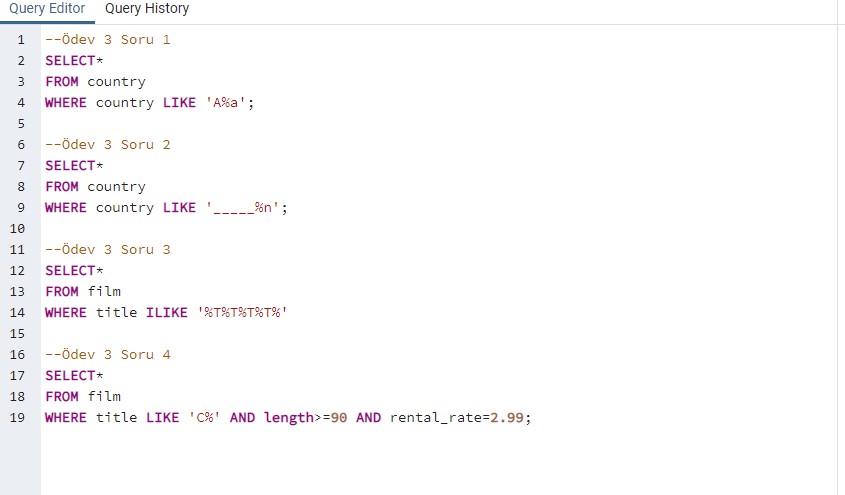 Query Editor Query History
1 --Ödev 3 Soru 1
2 SELECT*
3 FROM country
4 WHERE country LIKE 'A%a';
5
6 --Ödev 3 Soru 2
7 SELECT*
8 FROM country
9 WHERE country LIKE '_____%n';
10
11 --Ödev 3 Soru 3
12 SELECT*
13 FROM film
14 WHERE title ILIKE '%T%T%T%T%'
15
16 --Ödev 3 Soru 4
17 SELECT*
18 FROM film
19 WHERE title LIKE 'C%' AND length>=90 AND rental_rate=2.99;